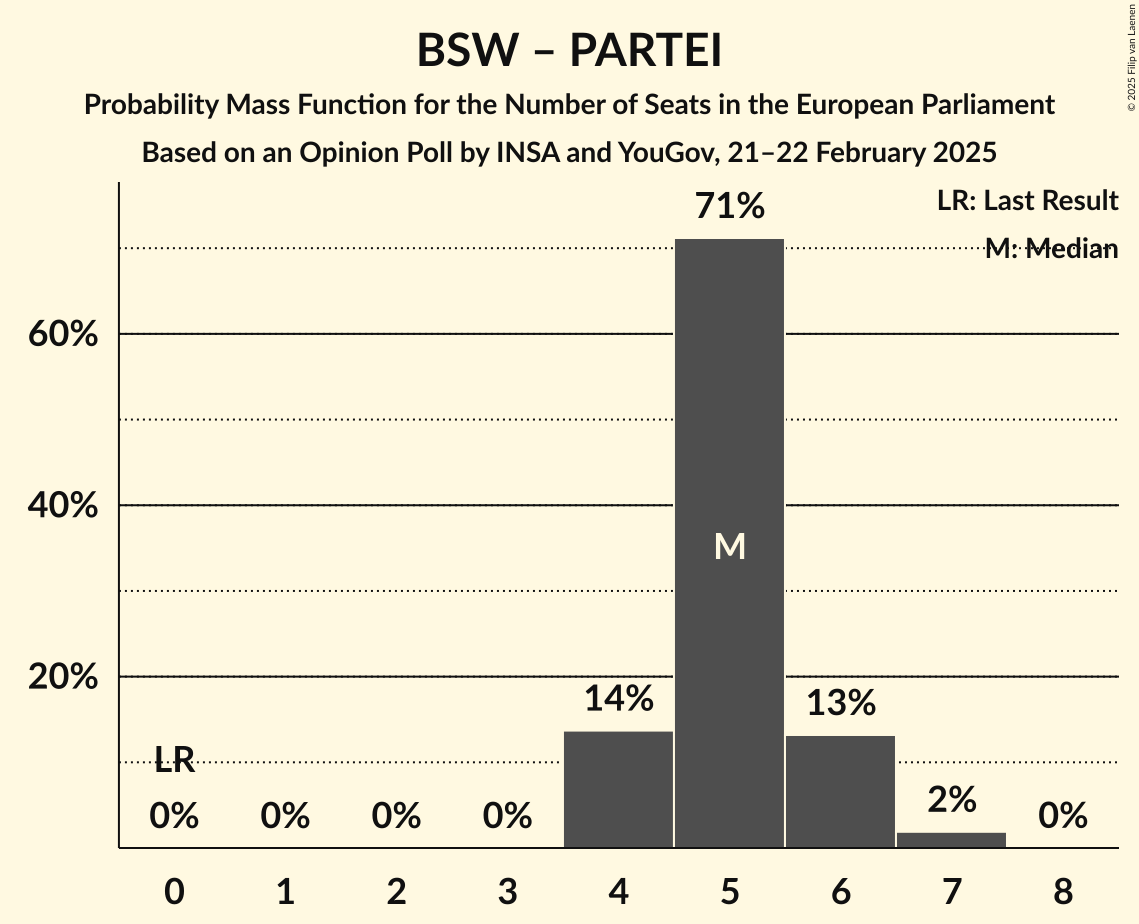 BSW – PARTEI
Probability Mass Function for the Number of Seats in the European Parliament
Based on an Opinion Poll by INSA and YouGov, 21–22 February 2025
© 2025 Filip van Laenen
LR: Last Result
M: Median
71%
60%
40%
M
20%
14%
13%
LR
2%
0%
0%
0%
0%
0%
0
1
2
3
4
5
6
7
8